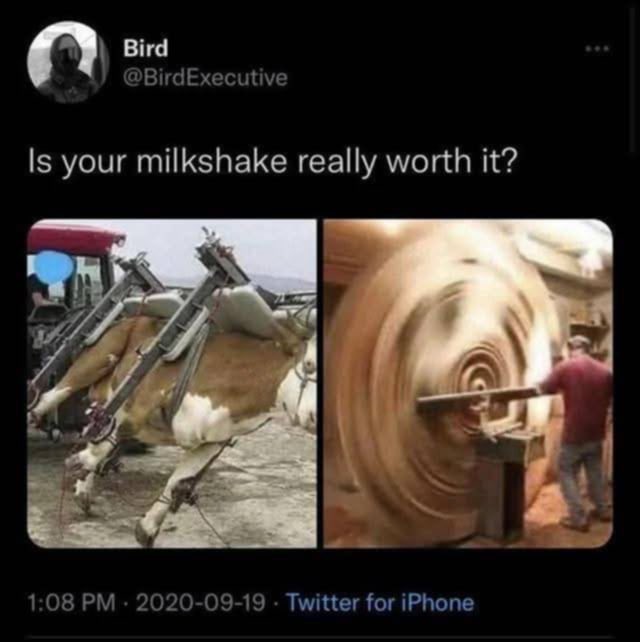 Bird
@BirdExecutive
Is your milkshake really worth it?
1:08 PM · 2020-09-19 · Twitter for iPhone